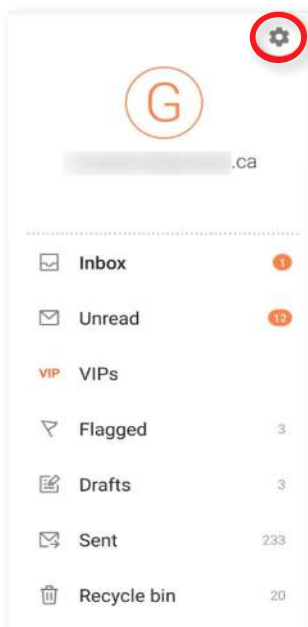 G
.ca
Inbox 1
Unread 12
VIP VIPs
Flagged 3
Drafts 3
Sent 233
Recycle bin 20